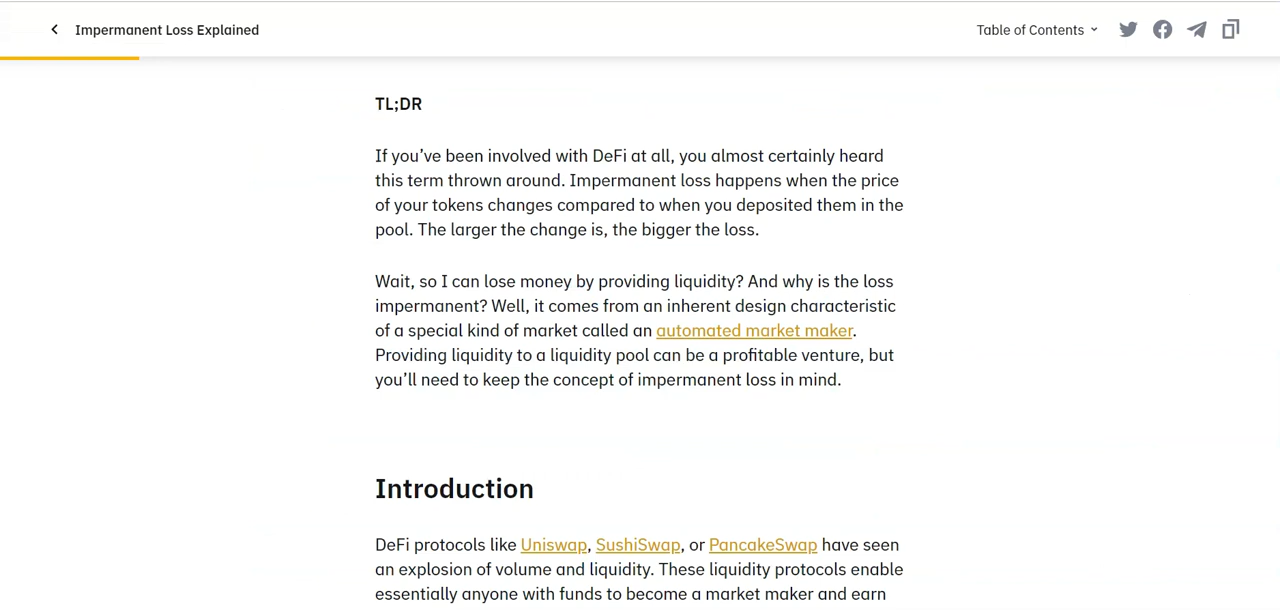 Impermanent Loss Explained
Table of Contents
TL;DR
If you’ve been involved with DeFi at all, you almost certainly heard
this term thrown around. Impermanent loss happens when the price
of your tokens changes compared to when you deposited them in the
pool. The larger the change is, the bigger the loss.
Wait, so I can lose money by providing liquidity? And why is the loss
impermanent? Well, it comes from an inherent design characteristic
of a special kind of market called an automated market maker.
Providing liquidity to a liquidity pool can be a profitable venture, but
you’ll need to keep the concept of impermanent loss in mind.
Introduction
DeFi protocols like Uniswap, SushiSwap, or PancakeSwap have seen
an explosion of volume and liquidity. These liquidity protocols enable
essentially anyone with funds to become a market maker and earn